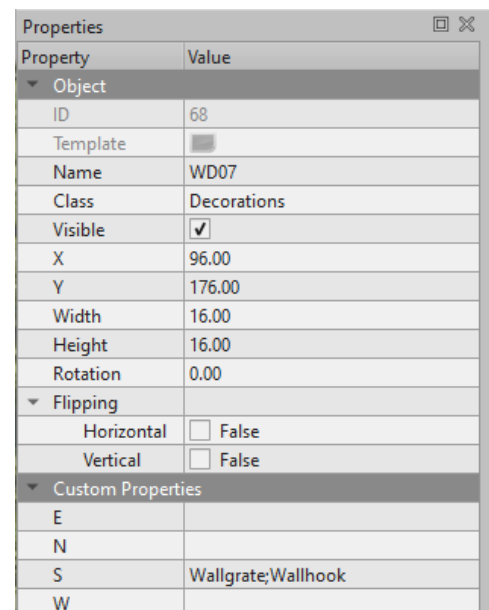 Properties
Property Value
Object
ID 68
Template
Name WD07
Class Decorations
Visible
X 96.00
Y 176.00
Width 16.00
Height 16.00
Rotation 0.00
Flipping
Horizontal False
Vertical False
Custom Properties
E
N
S Wallgrate;Wallhook
W